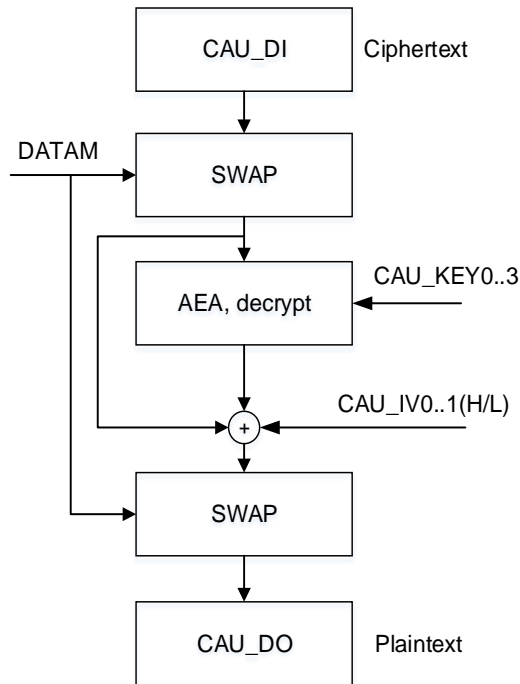 CAU_DI
Ciphertext
DATAM
SWAP
CAU_KEY0..3
AEA, decrypt
CAU_IV0..1(H/L)
+
SWAP
CAU_DO
Plaintext